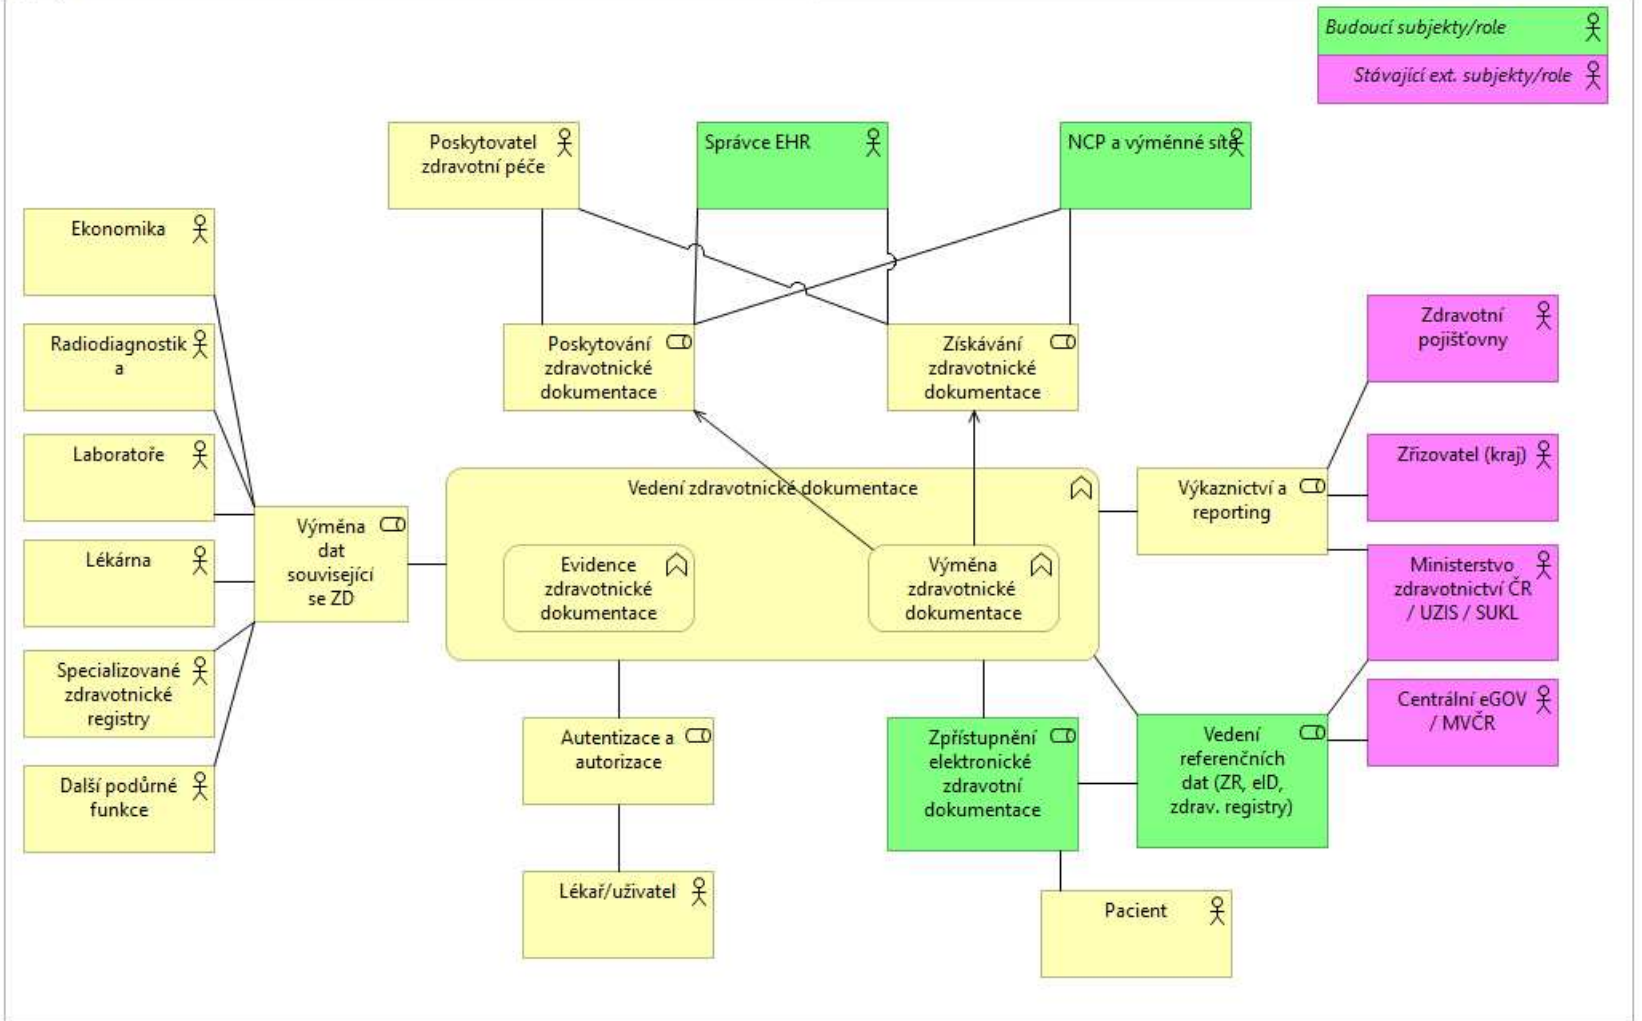 Budoucí subjekty/role
Stávající ext. subjekty/role
Poskytovatel
zdravotní péče
Správce EHR
NCP a výměnné sítě
Ekonomika
Radiodiagnostik
a
Laboratoře
Lékárna
Specializované
zdravotnické
registry
Další podůrné
funkce
Výměna
dat
související
se ZD
Poskytování
zdravotnické
dokumentace
Získávání
zdravotnické
dokumentace
Vedení zdravotnické dokumentace
Evidence
zdravotnické
dokumentace
Výměna
zdravotnické
dokumentace
Výkaznictví a
reporting
Zdravotní
pojišťovny
Zřizovatel (kraj)
Ministerstvo
zdravotnictví ČR
/ UZIS / SUKL
Centrální eGOV
/ MVČR
Autentizace a
autorizace
Zpřístupnění
elektronické
zdravotní
dokumentace
Vedení
referenčních
dat (ZR, eID,
zdrav. registry)
Lékař/uživatel
Pacient